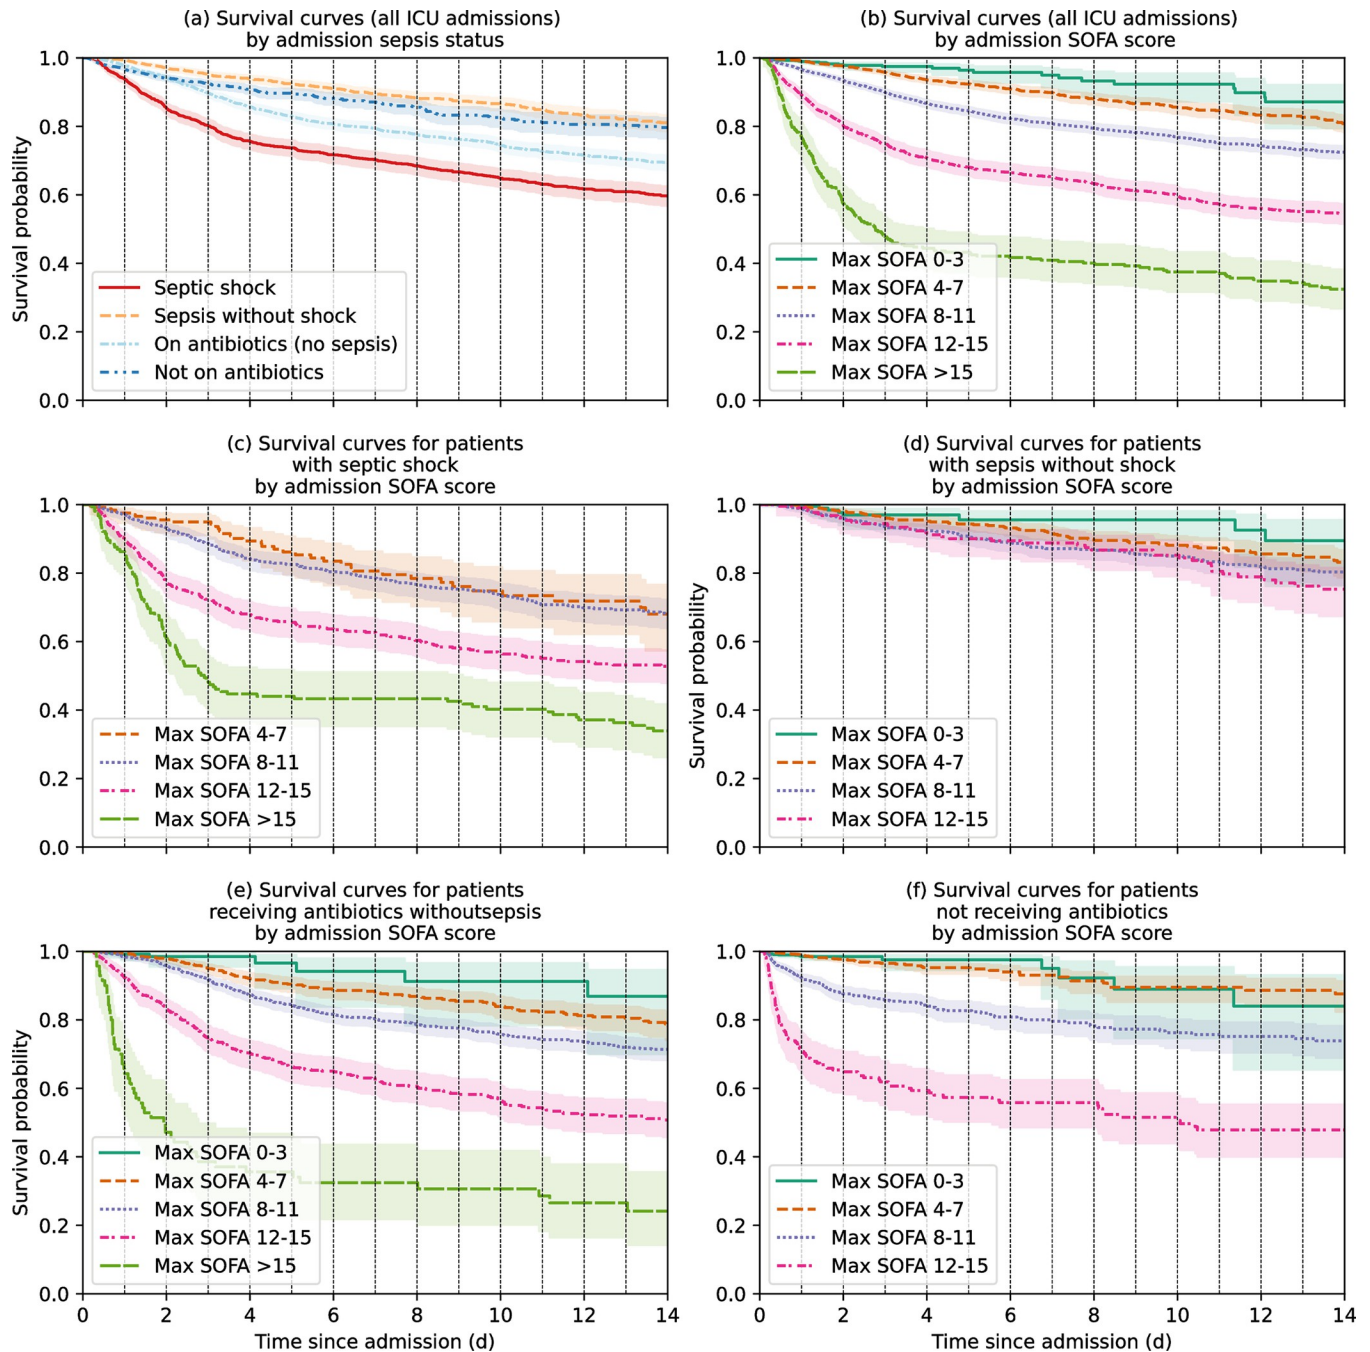 (a) Survival curves (all ICU admissions)
by admission sepsis status
1.0
0.8
0.6
0.4
0.2
0.0
Survival probability
Septic shock
Sepsis without shock
On antibiotics (no sepsis)
Not on antibiotics
(b) Survival curves (all ICU admissions)
by admission SOFA score
1.0
0.8
0.6
0.4
0.2
0.0
Max SOFA 0-3
Max SOFA 4-7
Max SOFA 8-11
Max SOFA 12-15
Max SOFA >15
(c) Survival curves for patients
with septic shock
by admission SOFA score
1.0
0.8
0.6
0.4
0.2
0.0
Max SOFA 4-7
Max SOFA 8-11
Max SOFA 12-15
Max SOFA >15
(d) Survival curves for patients
with sepsis without shock
by admission SOFA score
1.0
0.8
0.6
0.4
0.2
0.0
Survival probability
Max SOFA 0-3
Max SOFA 4-7
Max SOFA 8-11
Max SOFA 12-15
(e) Survival curves for patients
receiving antibiotics withoutsepsis
by admission SOFA score
1.0
0.8
0.6
0.4
0.2
0.0
Survival probability
Max SOFA 0-3
Max SOFA 4-7
Max SOFA 8-11
Max SOFA 12-15
Max SOFA >15
0 2 4 6 8 10 12 14
Time since admission (d)
(f) Survival curves for patients
not receiving antibiotics
by admission SOFA score
1.0
0.8
0.6
0.4
0.2
0.0
Max SOFA 0-3
Max SOFA 4-7
Max SOFA 8-11
Max SOFA 12-15
0 2 4 6 8 10 12 14
Time since admission (d)